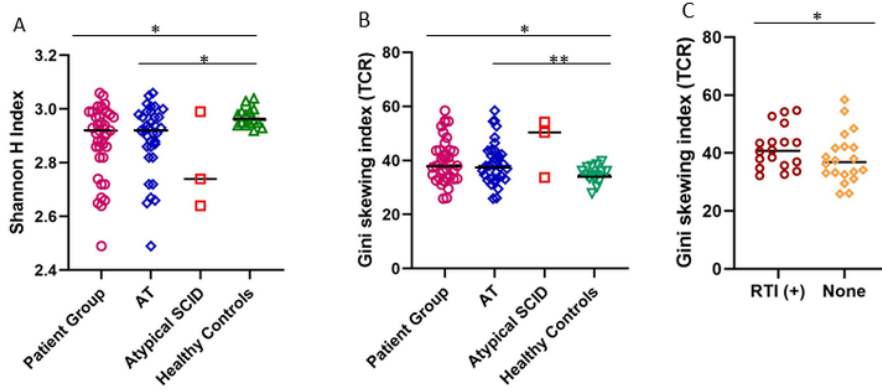 A
*
*
Shannon H Index
3.2
3.0
2.8
2.6
2.4
Patient Group
AT
Atypical SCID
Healthy Controls
B
*
**
Gini skewing index (TCR)
80
60
40
20
0
Patient Group
AT
Atypical SCID
Healthy Controls
C
*
Gini skewing index (TCR)
80
60
40
20
0
RTI (+)
None